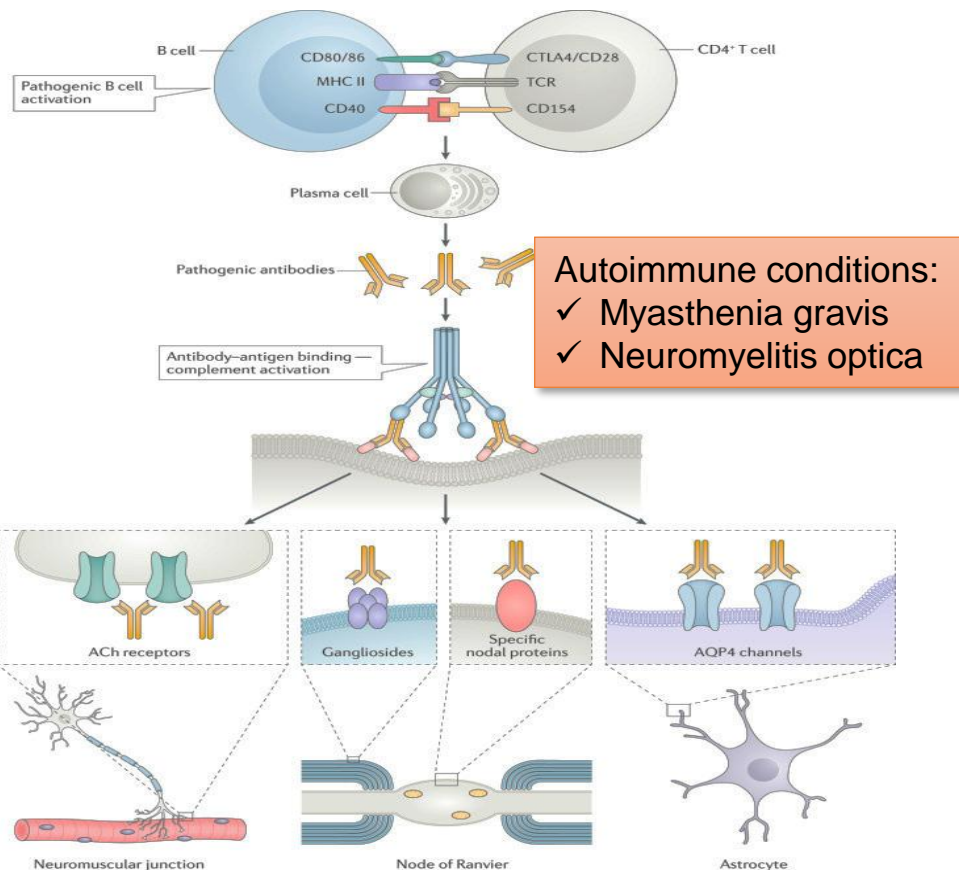 B cell
CD80/86
CTLA4/CD28
CD4⁺ T cell
MHC II
TCR
CD40
CD154
Pathogenic B cell
activation
Plasma cell
Pathogenic antibodies
Autoimmune conditions:
✓ Myasthenia gravis
✓ Neuromyelitis optica
Antibody–antigen binding —
complement activation
ACh receptors
Gangliosides
Specific
nodal proteins
AQP4 channels
Neuromuscular junction
Node of Ranvier
Astrocyte